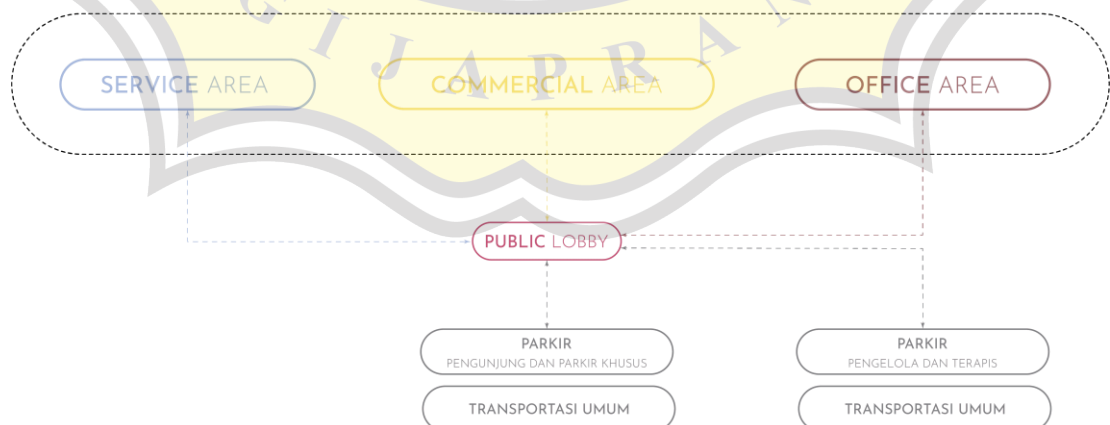 GIJAPRAN
SERVICE AREA
COMMERCIAL AREA
OFFICE AREA
PUBLIC LOBBY
PARKIR
PENGUNJUNG DAN PARKIR KHUSUS
PARKIR
PENGELOLA DAN TERAPIS
TRANSPORTASI UMUM
TRANSPORTASI UMUM